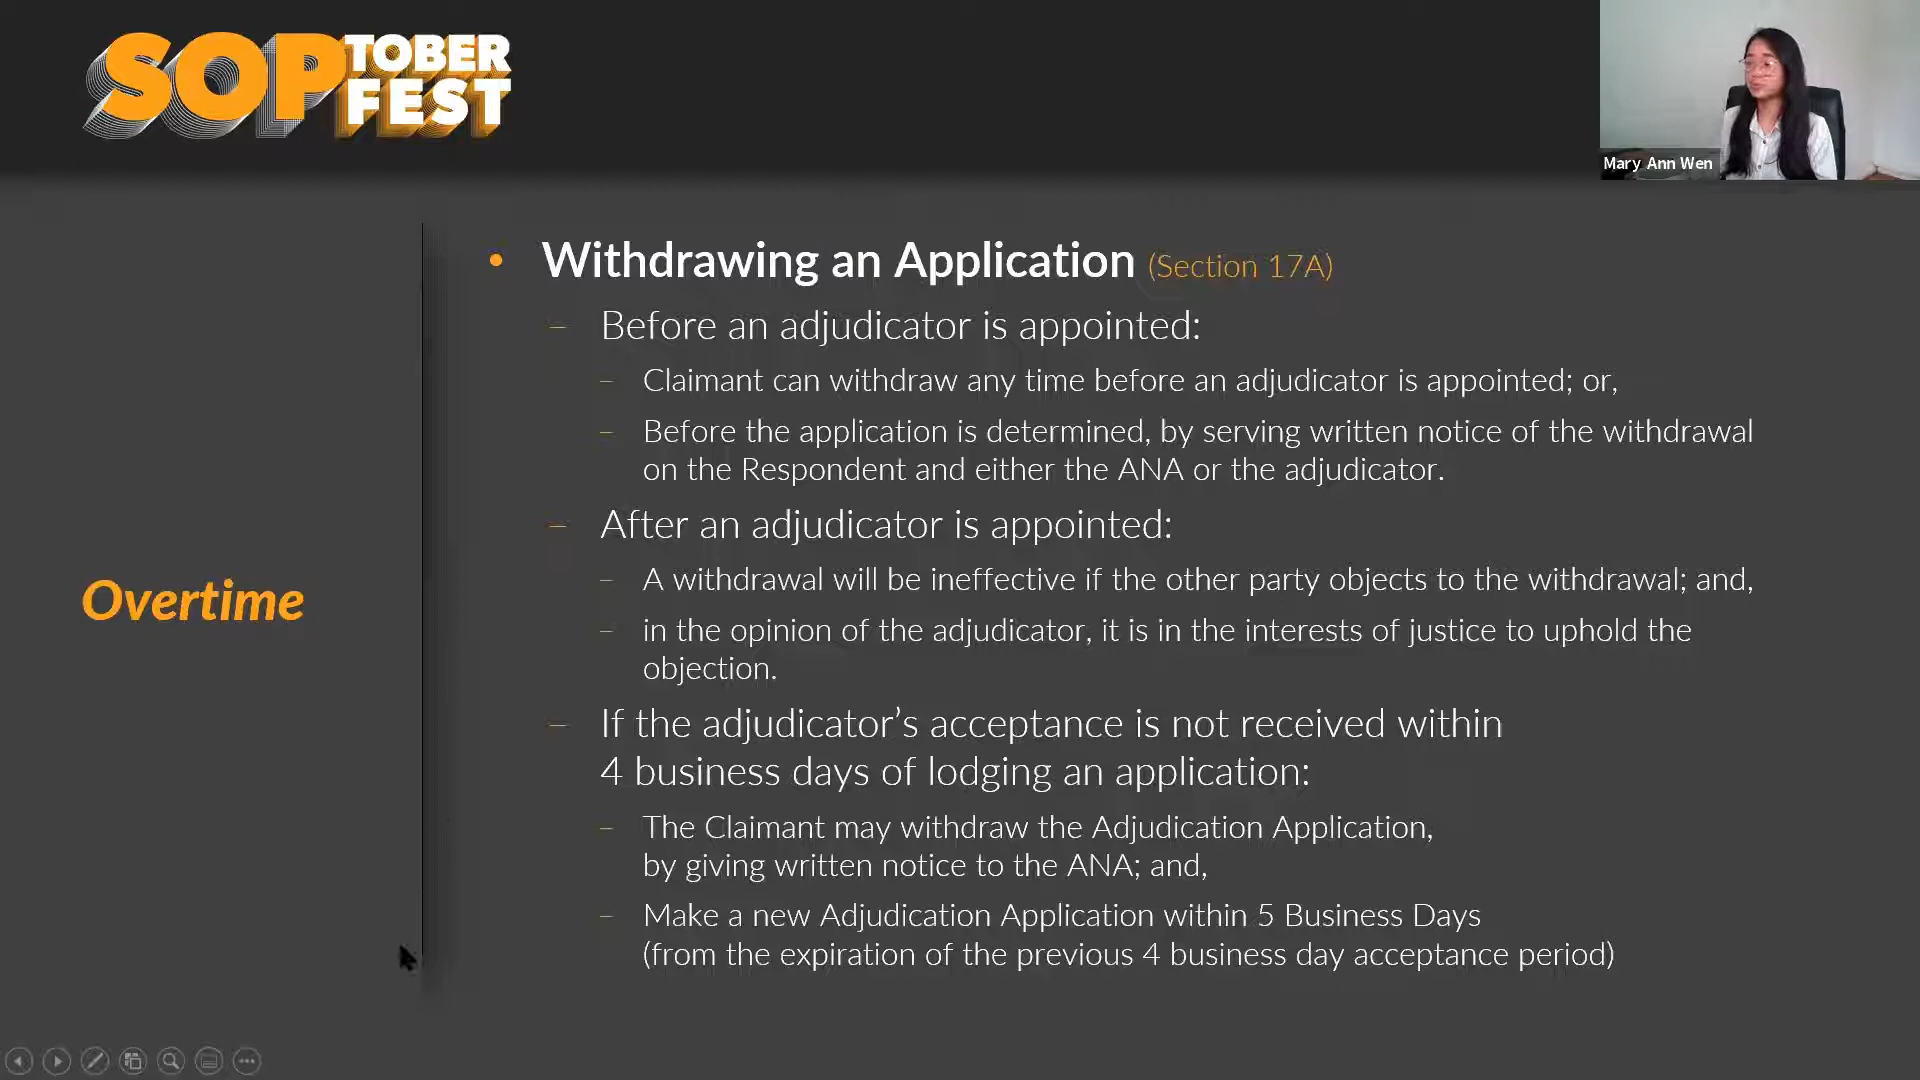 SOP TOBER
FEST
Mary Ann Wen
• Withdrawing an Application (Section 17A)
– Before an adjudicator is appointed:
– Claimant can withdraw any time before an adjudicator is appointed; or,
– Before the application is determined, by serving written notice of the withdrawal
on the Respondent and either the ANA or the adjudicator.
– After an adjudicator is appointed:
– A withdrawal will be ineffective if the other party objects to the withdrawal; and,
– in the opinion of the adjudicator, it is in the interests of justice to uphold the
objection.
Overtime
– If the adjudicator’s acceptance is not received within
4 business days of lodging an application:
– The Claimant may withdraw the Adjudication Application,
by giving written notice to the ANA; and,
– Make a new Adjudication Application within 5 Business Days
(from the expiration of the previous 4 business day acceptance period)